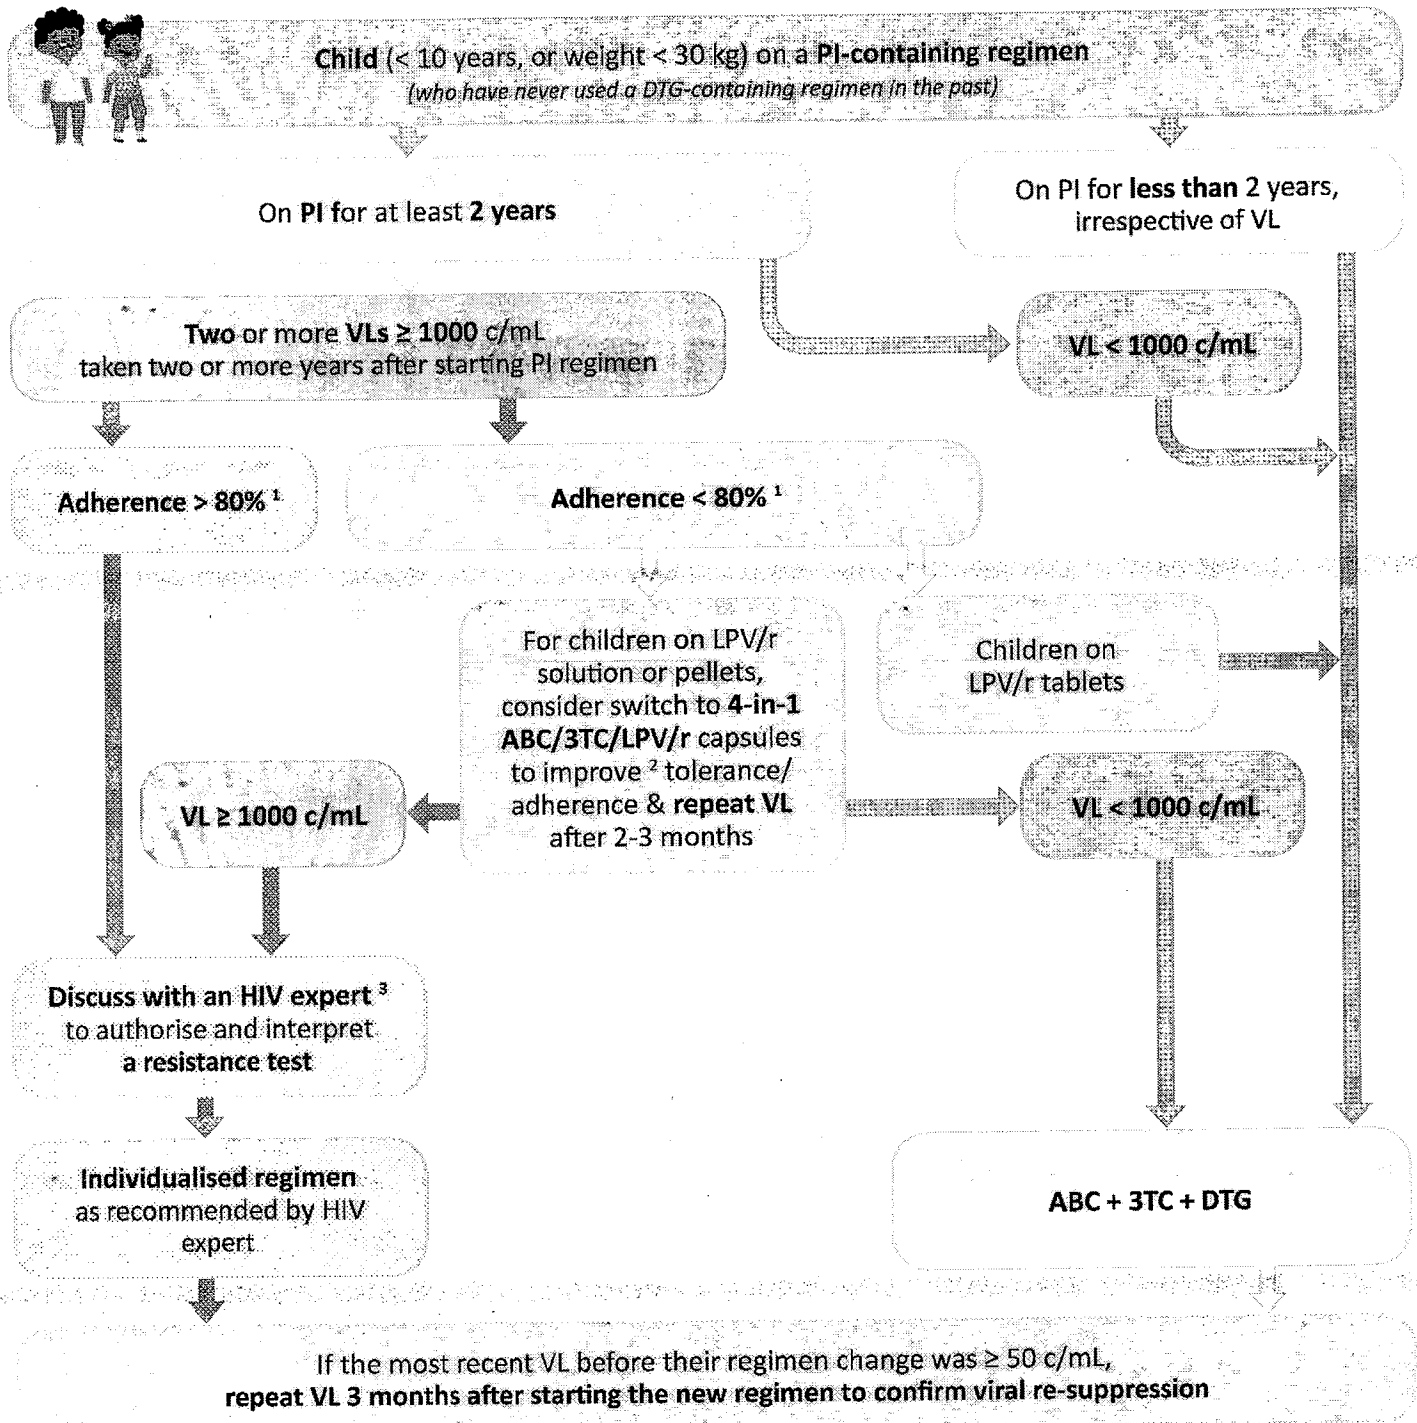 Child (< 10 years, or weight < 30 kg) on a PI-containing regimen
(who have never used a DTG-containing regimen in the past)
On PI for at least 2 years
On PI for less than 2 years,
irrespective of VL
Two or more VLs ≥ 1000 c/mL
taken two or more years after starting PI regimen
VL < 1000 c/mL
Adherence > 80% ¹
Adherence < 80% ¹
For children on LPV/r
solution or pellets,
consider switch to 4-in-1
ABC/3TC/LPV/r capsules
to improve ² tolerance/
adherence & repeat VL
after 2-3 months
Children on
LPV/r tablets
VL ≥ 1000 c/mL
VL < 1000 c/mL
Discuss with an HIV expert ³
to authorise and interpret
a resistance test
Individualised regimen
as recommended by HIV
expert
ABC + 3TC + DTG
If the most recent VL before their regimen change was ≥ 50 c/mL,
repeat VL 3 months after starting the new regimen to confirm viral re-suppression